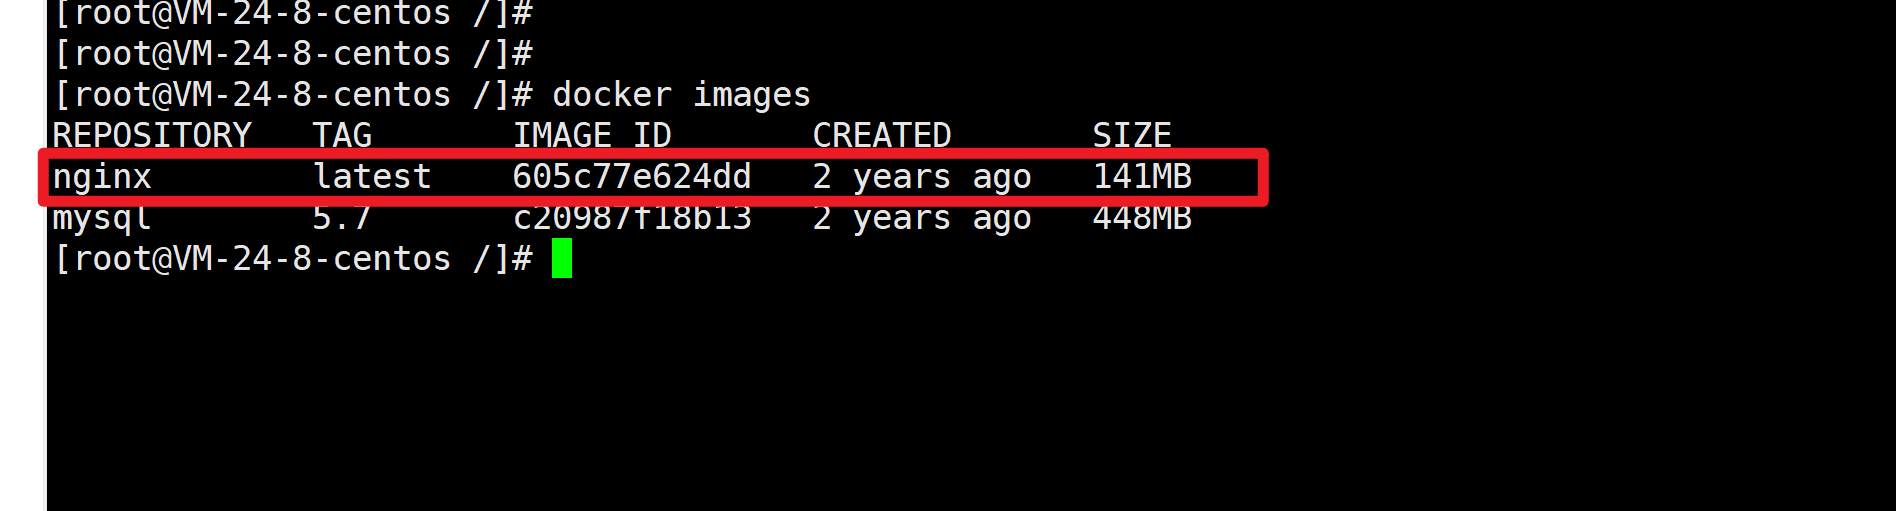 [root@VM-24-8-centos /]#
[root@VM-24-8-centos /]#
[root@VM-24-8-centos /]# docker images
REPOSITORY   TAG       IMAGE ID       CREATED       SIZE
nginx        latest    605c77e624dd   2 years ago   141MB
mysql        5.7       c20987f18b13   2 years ago   448MB
[root@VM-24-8-centos /]#